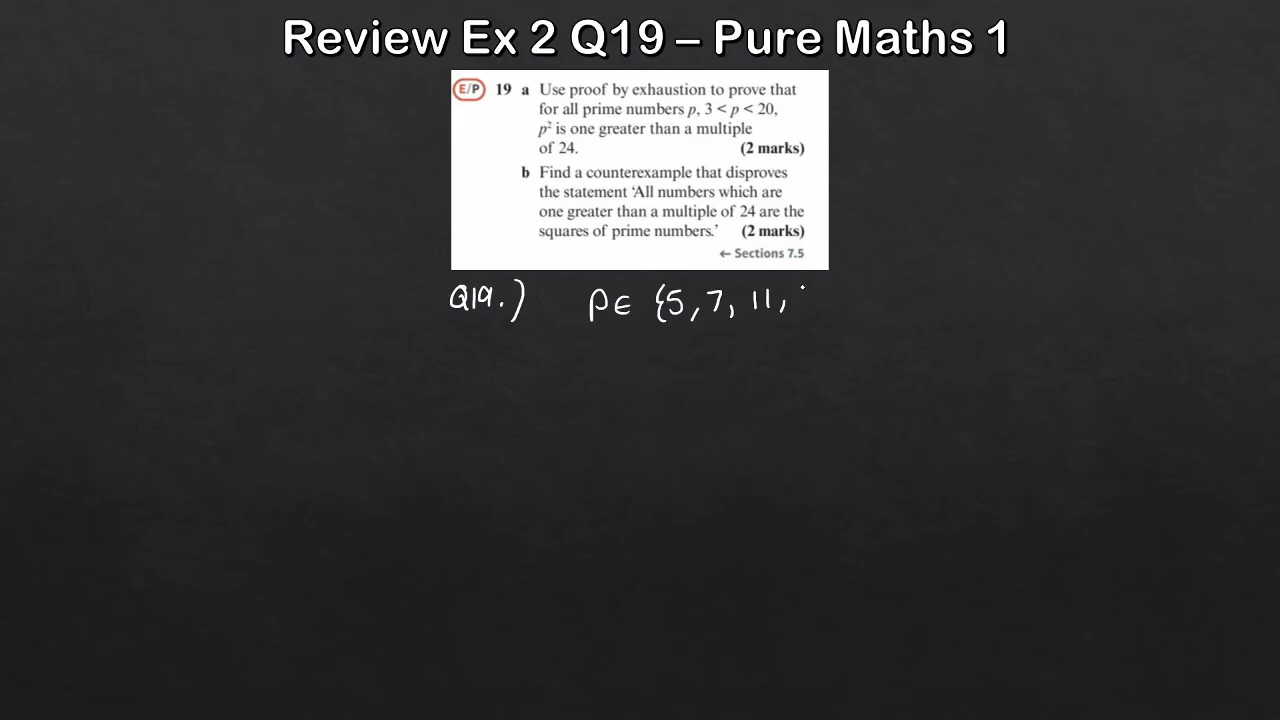 Review Ex 2 Q19 – Pure Maths 1
E/P 19 a Use proof by exhaustion to prove that
for all prime numbers p, 3 < p < 20,
p² is one greater than a multiple
of 24. (2 marks)
b Find a counterexample that disproves
the statement ‘All numbers which are
one greater than a multiple of 24 are the
squares of prime numbers.’ (2 marks)
← Sections 7.5
Q19.) p∈ {5, 7, 11,